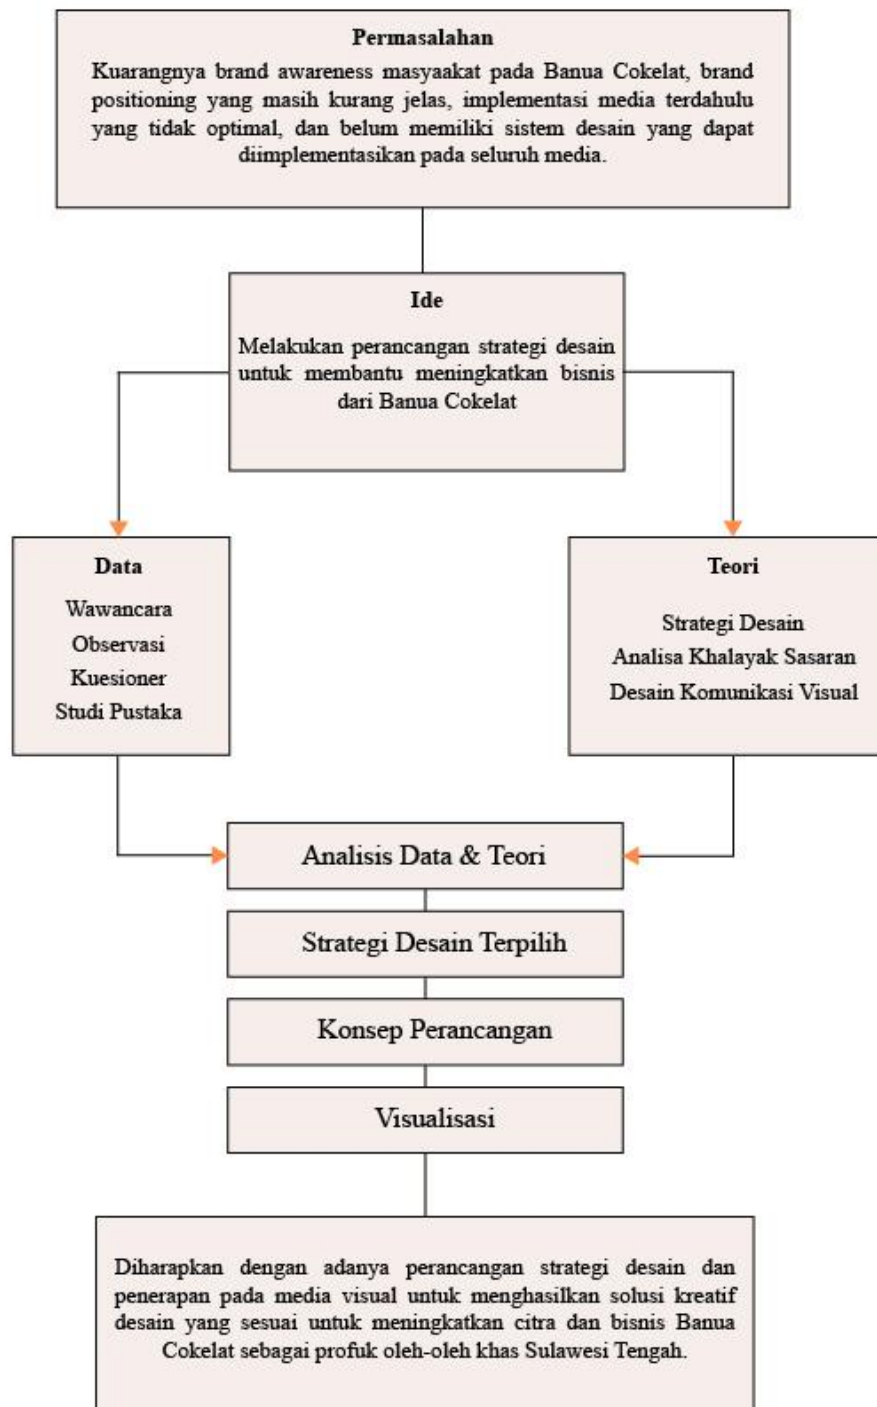 Permasalahan
Kuarangnya brand awareness masyaakat pada Banua Cokelat, brand
positioning yang masih kurang jelas, implementasi media terdahulu
yang tidak optimal, dan belum memiliki sistem desain yang dapat
diimplementasikan pada seluruh media.
Ide
Melakukan perancangan strategi desain
untuk membantu meningkatkan bisnis
dari Banua Cokelat
Data
Wawancara
Observasi
Kuesioner
Studi Pustaka
Teori
Strategi Desain
Analisa Khalayak Sasaran
Desain Komunikasi Visual
Analisis Data & Teori
Strategi Desain Terpilih
Konsep Perancangan
Visualisasi
Diharapkan dengan adanya perancangan strategi desain dan
penerapan pada media visual untuk menghasilkan solusi kreatif
desain yang sesuai untuk meningkatkan citra dan bisnis Banua
Cokelat sebagai profuk oleh-oleh khas Sulawesi Tengah.